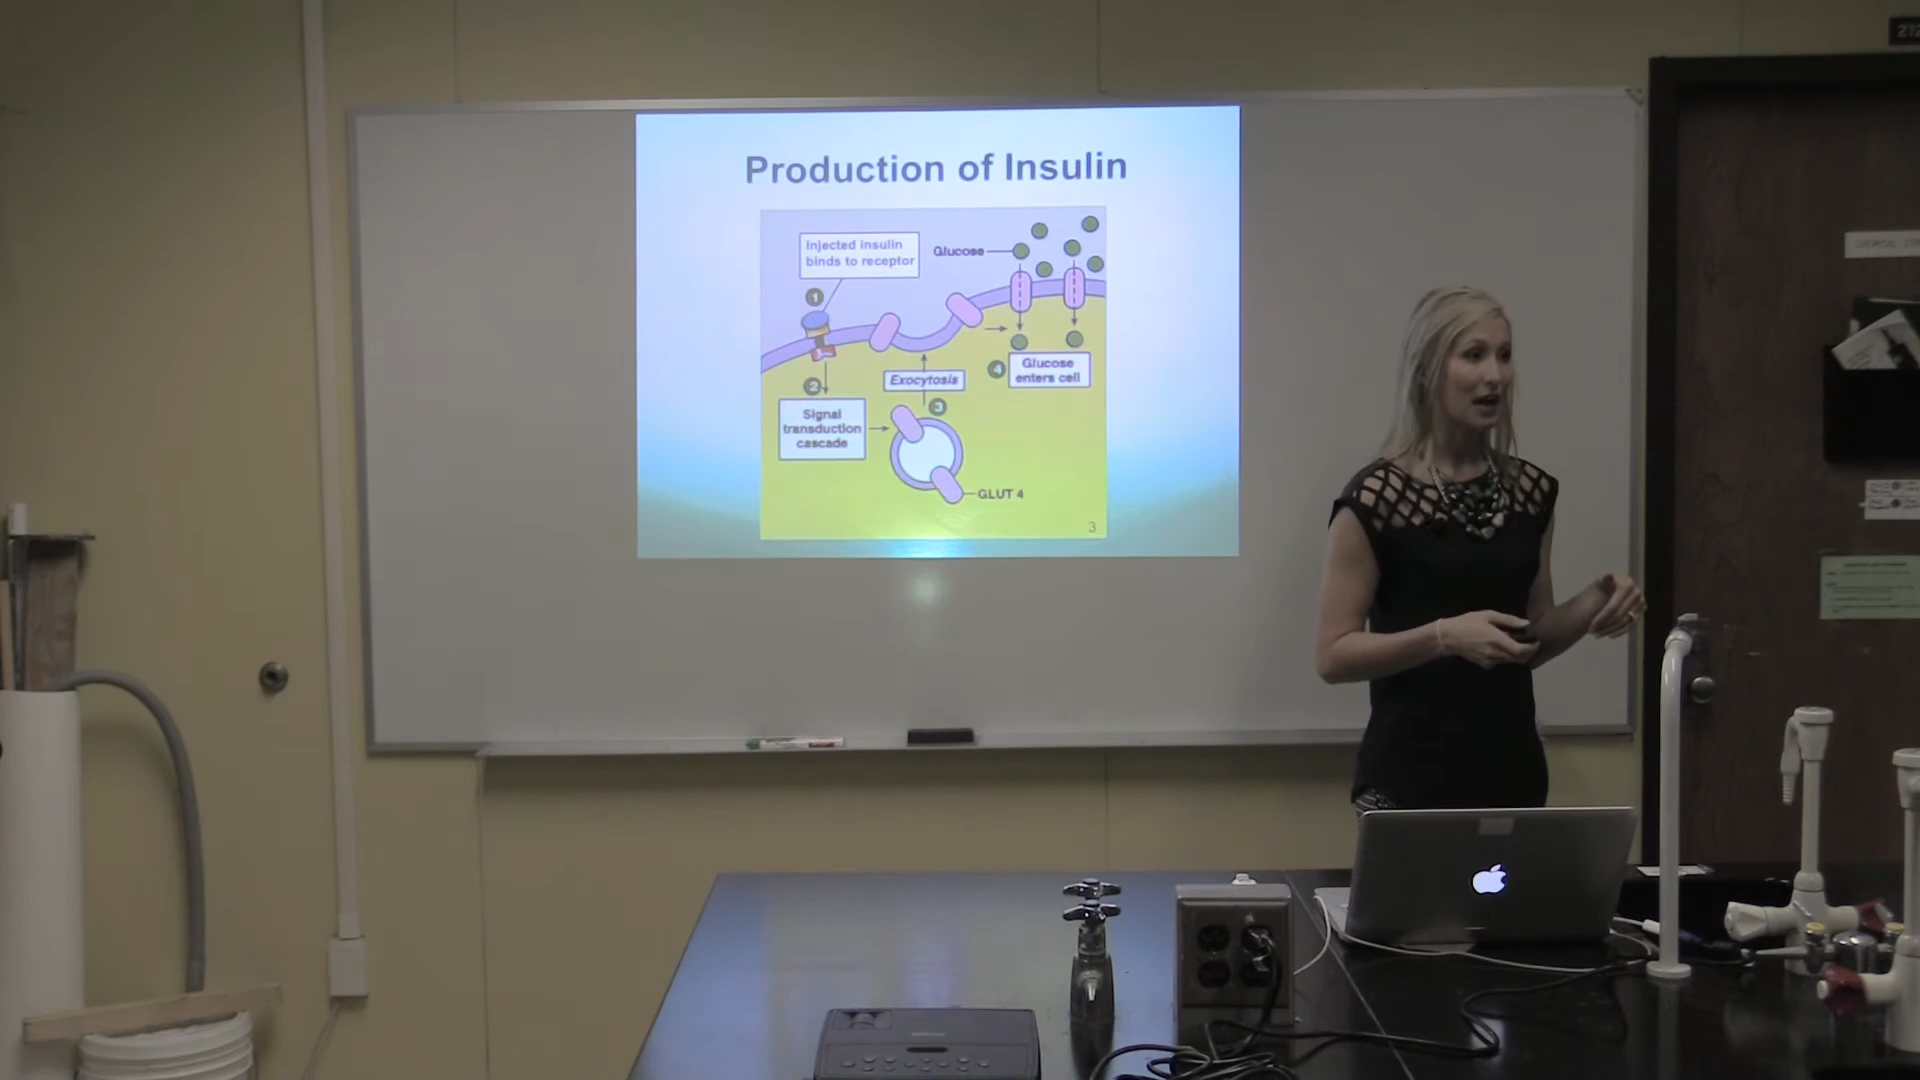 Production of Insulin
Injected insulin
binds to receptor
Glucose
1
2
Signal
transduction
cascade
Exocytosis
3
4
Glucose
enters cell
GLUT 4
3